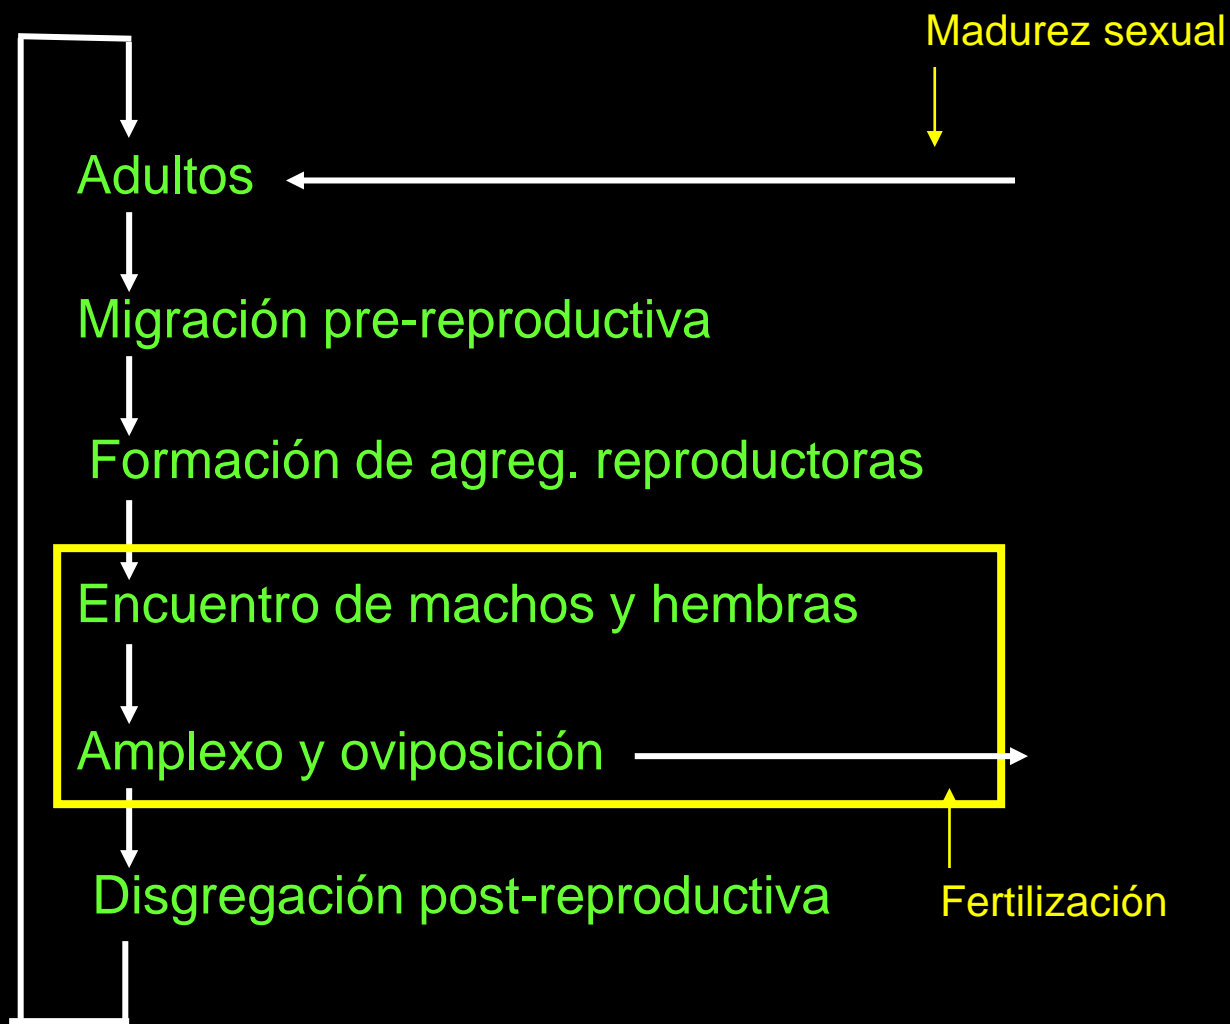 Madurez sexual
Adultos
Migración pre-reproductiva
Formación de agreg. reproductoras
Encuentro de machos y hembras
Amplexo y oviposición
Disgregación post-reproductiva
Fertilización